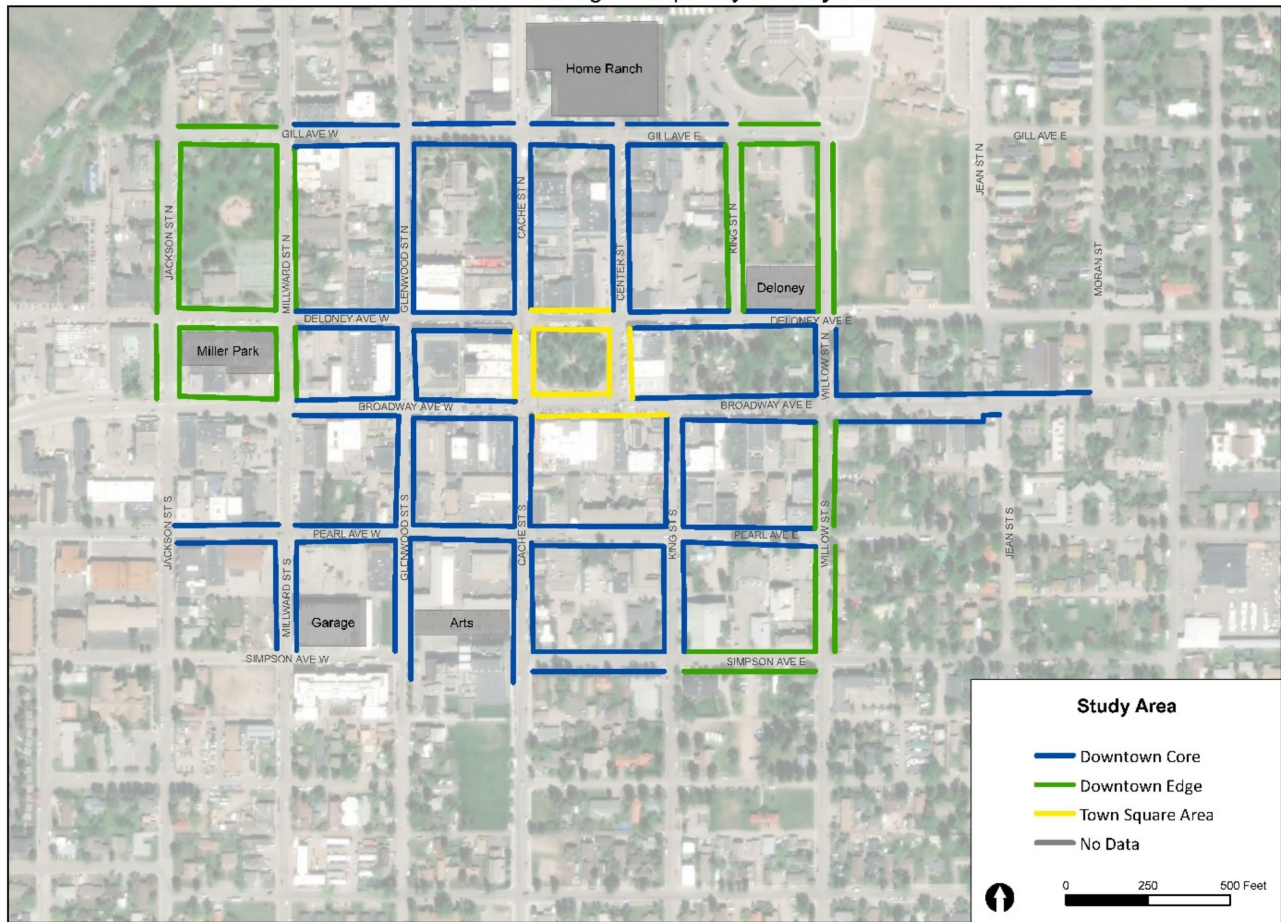 Home Ranch
GILL AVE W
GILL AVE E
GILL AVE E
JACKSON ST N
MILLWARD ST N
GLENWOOD ST N
CACHE ST N
CENTER ST
KING ST N
JEAN ST N
MORAN ST
Deloney
DELONEY AVE W
DELONEY AVE E
Miller Park
WILLOW ST N
BROADWAY AVE W
BROADWAY AVE E
JACKSON ST S
MILLWARD ST S
GLENWOOD ST S
CACHE ST S
KING ST S
WILLOW ST S
JEAN ST S
PEARL AVE W
PEARL AVE E
Garage
Arts
SIMPSON AVE W
SIMPSON AVE E
Study Area
Downtown Core
Downtown Edge
Town Square Area
No Data
0 250 500 Feet